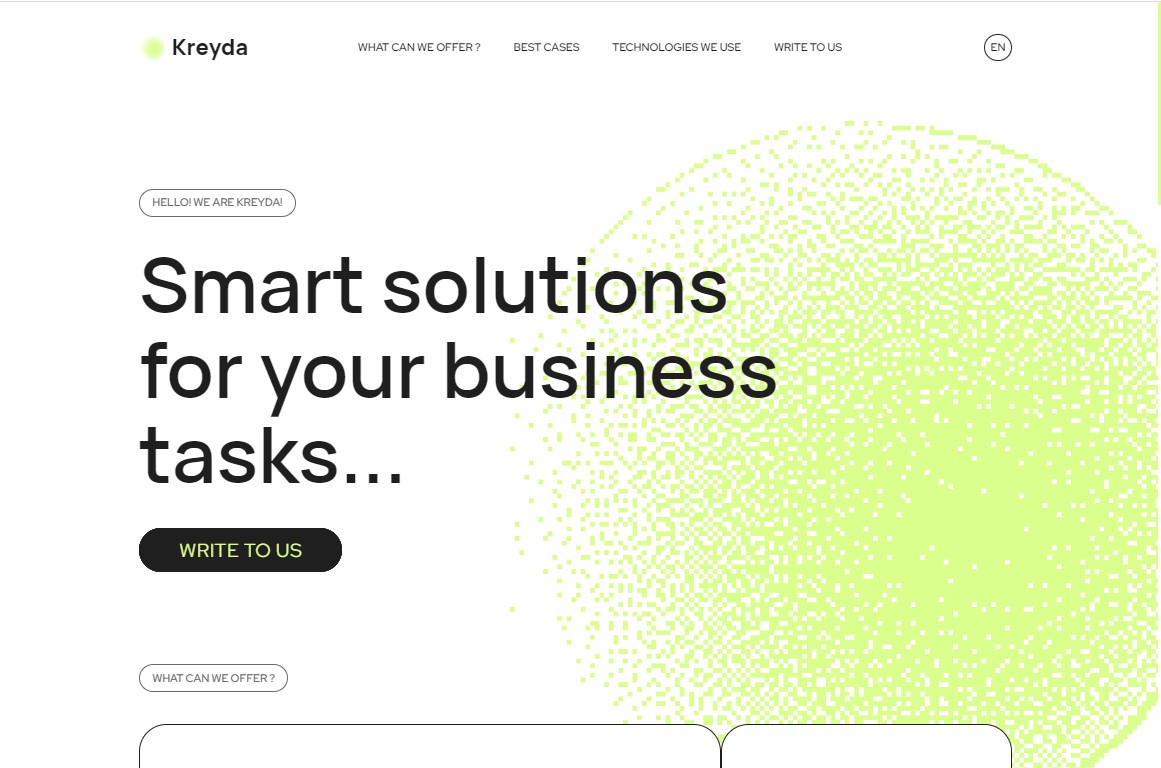 Kreyda
WHAT CAN WE OFFER ?
BEST CASES
TECHNOLOGIES WE USE
WRITE TO US
EN
HELLO! WE ARE KREYDA!
Smart solutions
for your business
tasks...
WRITE TO US
WHAT CAN WE OFFER ?